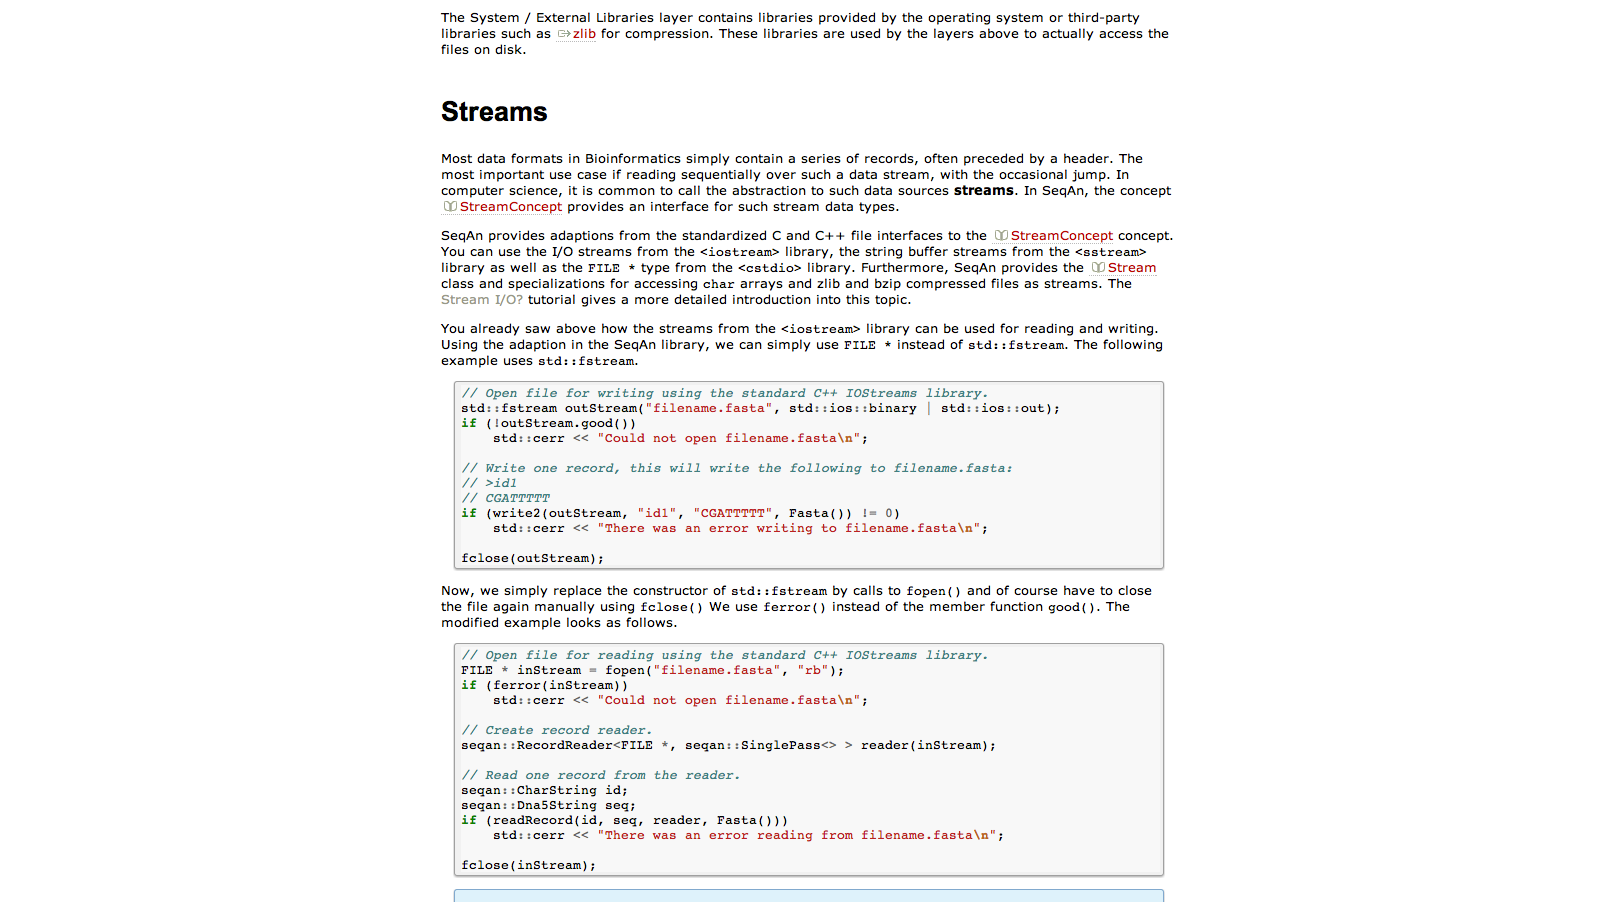 The System / External Libraries layer contains libraries provided by the operating system or third-party
libraries such as zlib for compression. These libraries are used by the layers above to actually access the
files on disk.
Streams
Most data formats in Bioinformatics simply contain a series of records, often preceded by a header. The
most important use case if reading sequentially over such a data stream, with the occasional jump. In
computer science, it is common to call the abstraction to such data sources streams. In SeqAn, the concept
StreamConcept provides an interface for such stream data types.
SeqAn provides adaptions from the standardized C and C++ file interfaces to the StreamConcept concept.
You can use the I/O streams from the <iostream> library, the string buffer streams from the <sstream>
library as well as the FILE * type from the <cstdio> library. Furthermore, SeqAn provides the Stream
class and specializations for accessing char arrays and zlib and bzip compressed files as streams. The
Stream I/O? tutorial gives a more detailed introduction into this topic.
You already saw above how the streams from the <iostream> library can be used for reading and writing.
Using the adaption in the SeqAn library, we can simply use FILE * instead of std::fstream. The following
example uses std::fstream.
// Open file for writing using the standard C++ IOStreams library.
std::fstream outStream("filename.fasta", std::ios::binary | std::ios::out);
if (!outStream.good())
    std::cerr << "Could not open filename.fasta\n";
// Write one record, this will write the following to filename.fasta:
// >id1
// CGATTTTT
if (write2(outStream, "id1", "CGATTTTT", Fasta()) != 0)
    std::cerr << "There was an error writing to filename.fasta\n";
fclose(outStream);
Now, we simply replace the constructor of std::fstream by calls to fopen() and of course have to close
the file again manually using fclose() We use ferror() instead of the member function good(). The
modified example looks as follows.
// Open file for reading using the standard C++ IOStreams library.
FILE * inStream = fopen("filename.fasta", "rb");
if (ferror(inStream))
    std::cerr << "Could not open filename.fasta\n";
// Create record reader.
seqan::RecordReader<FILE *, seqan::SinglePass<> > reader(inStream);
// Read one record from the reader.
seqan::CharString id;
seqan::Dna5String seq;
if (readRecord(id, seq, reader, Fasta()))
    std::cerr << "There was an error reading from filename.fasta\n";
fclose(inStream);